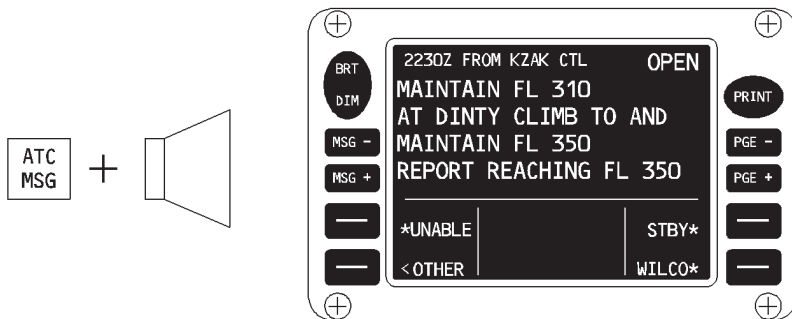 ATC
MSG
+
BRT
DIM
MSG -
MSG +
2230Z FROM KZAK CTL OPEN
MAINTAIN FL 310
AT DINTY CLIMB TO AND
MAINTAIN FL 350
REPORT REACHING FL 350
*UNABLE STBY*
<OTHER WILCO*
PRINT
PGE -
PGE +